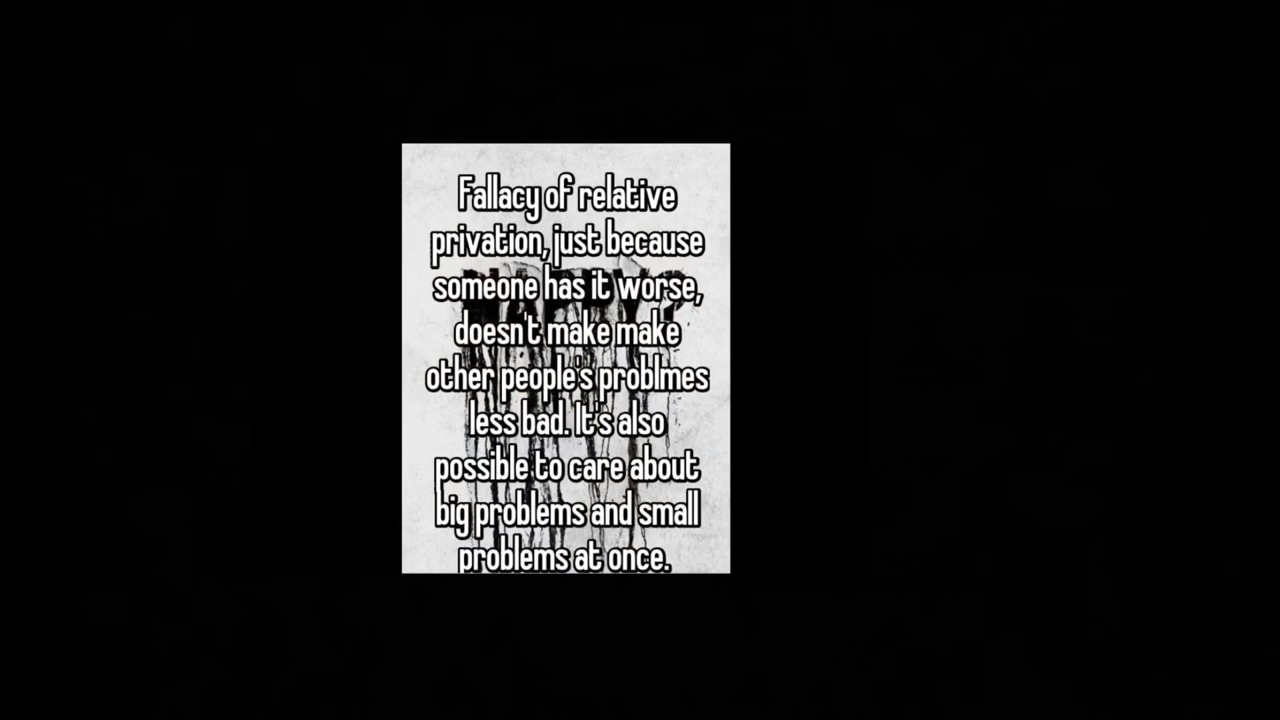 Fallacy of relative
privation, just because
someone has it worse,
doesn't make make
other people's problmes
less bad. It's also
possible to care about
big problems and small
problems at once.